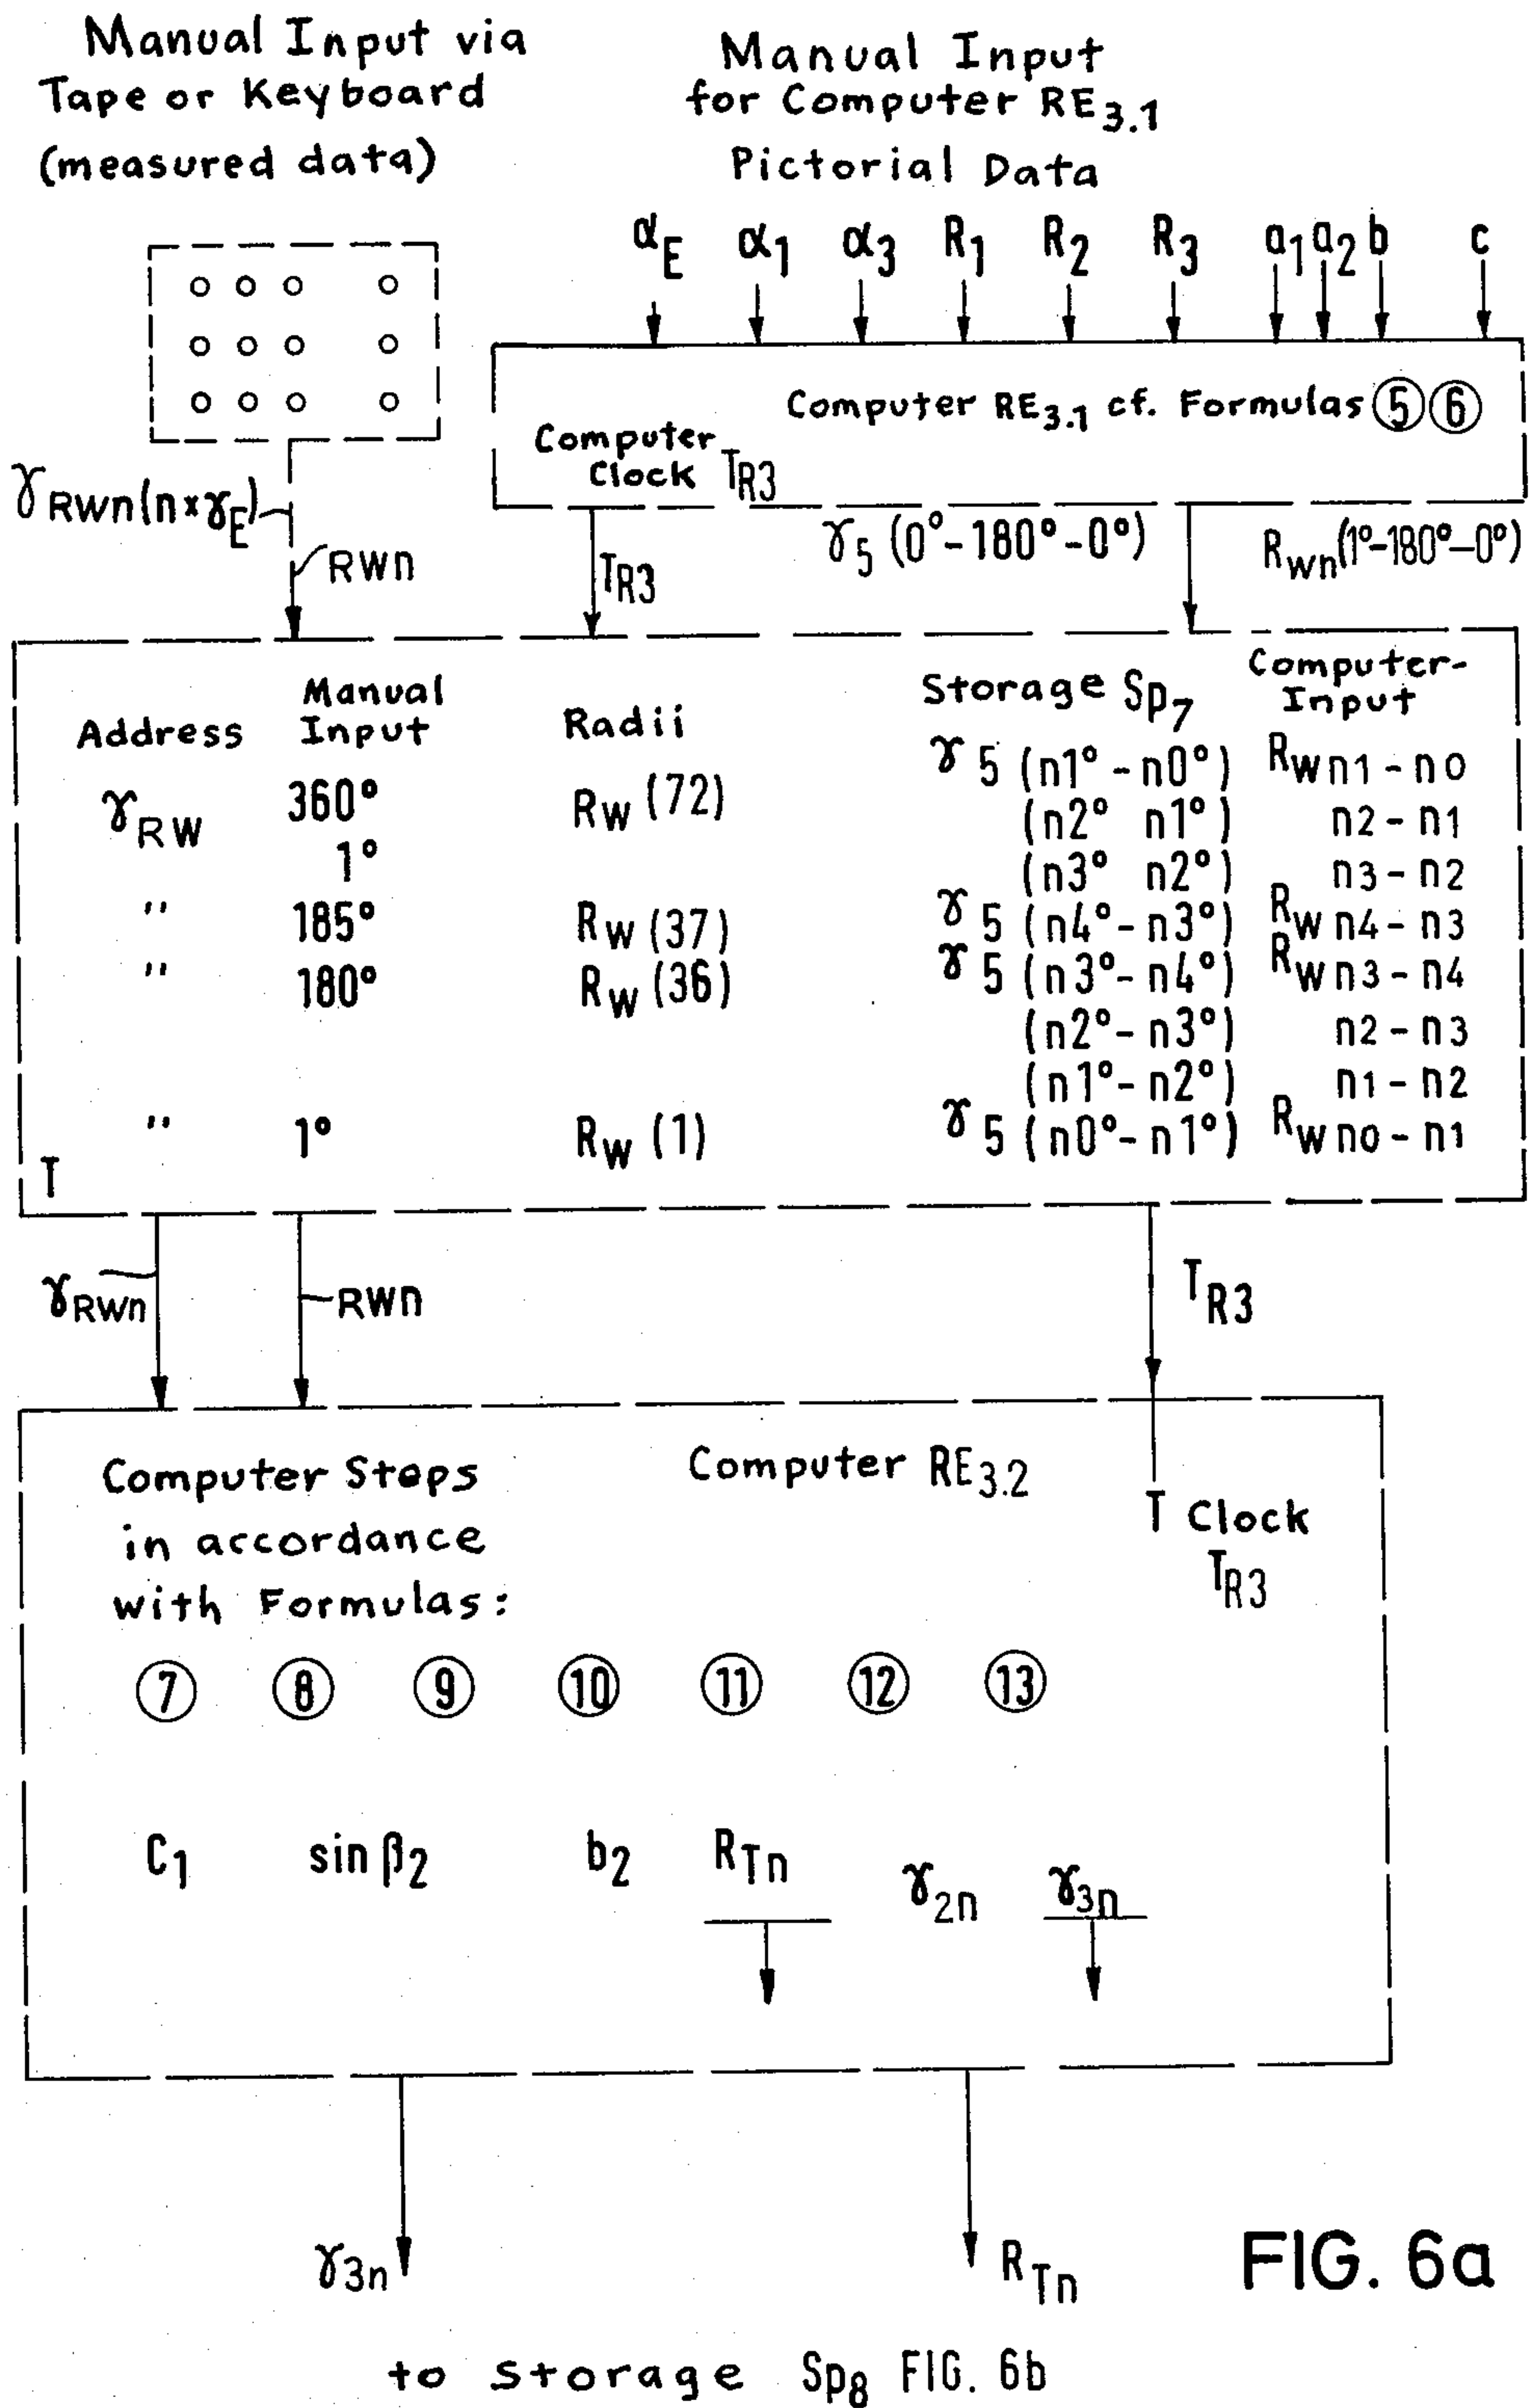 Manual Input via
Tape or Keyboard
(measured data)
Manual Input
for Computer RE3.1
Pictorial Data
αE α1 α3 R1 R2 R3 a1 a2 b c
Computer RE3.1 cf. Formulas ⑤ ⑥
Computer
Clock TR3
γRWn(n×γE)
RWn
TR3
γ5 (0°-180°-0°)
Rwn(1°-180°-0°)
Storage Sp7
Computer-
Input
Address
Manual
Input
Radii
γRW 360° RW (72)
1°
" 185° RW (37)
" 180° RW (36)
" 1° RW (1)
T
γ5 (n1°-n0°) RWn1-n0
(n2° n1°) n2-n1
(n3° n2°) n3-n2
γ5 (n4°-n3°) RWn4-n3
γ5 (n3°-n4°) RWn3-n4
(n2°-n3°) n2-n3
(n1°-n2°) n1-n2
γ5 (n0°-n1°) RWn0-n1
γRWn
RWn
TR3
Computer Steps
in accordance
with Formulas:
Computer RE3.2
T Clock
TR3
⑦ ⑧ ⑨ ⑩ ⑪ ⑫ ⑬
C1 sin β2 b2 RTn γ2n γ3n
γ3n
RTn
FIG. 6a
to Storage Sp8 FIG. 6b